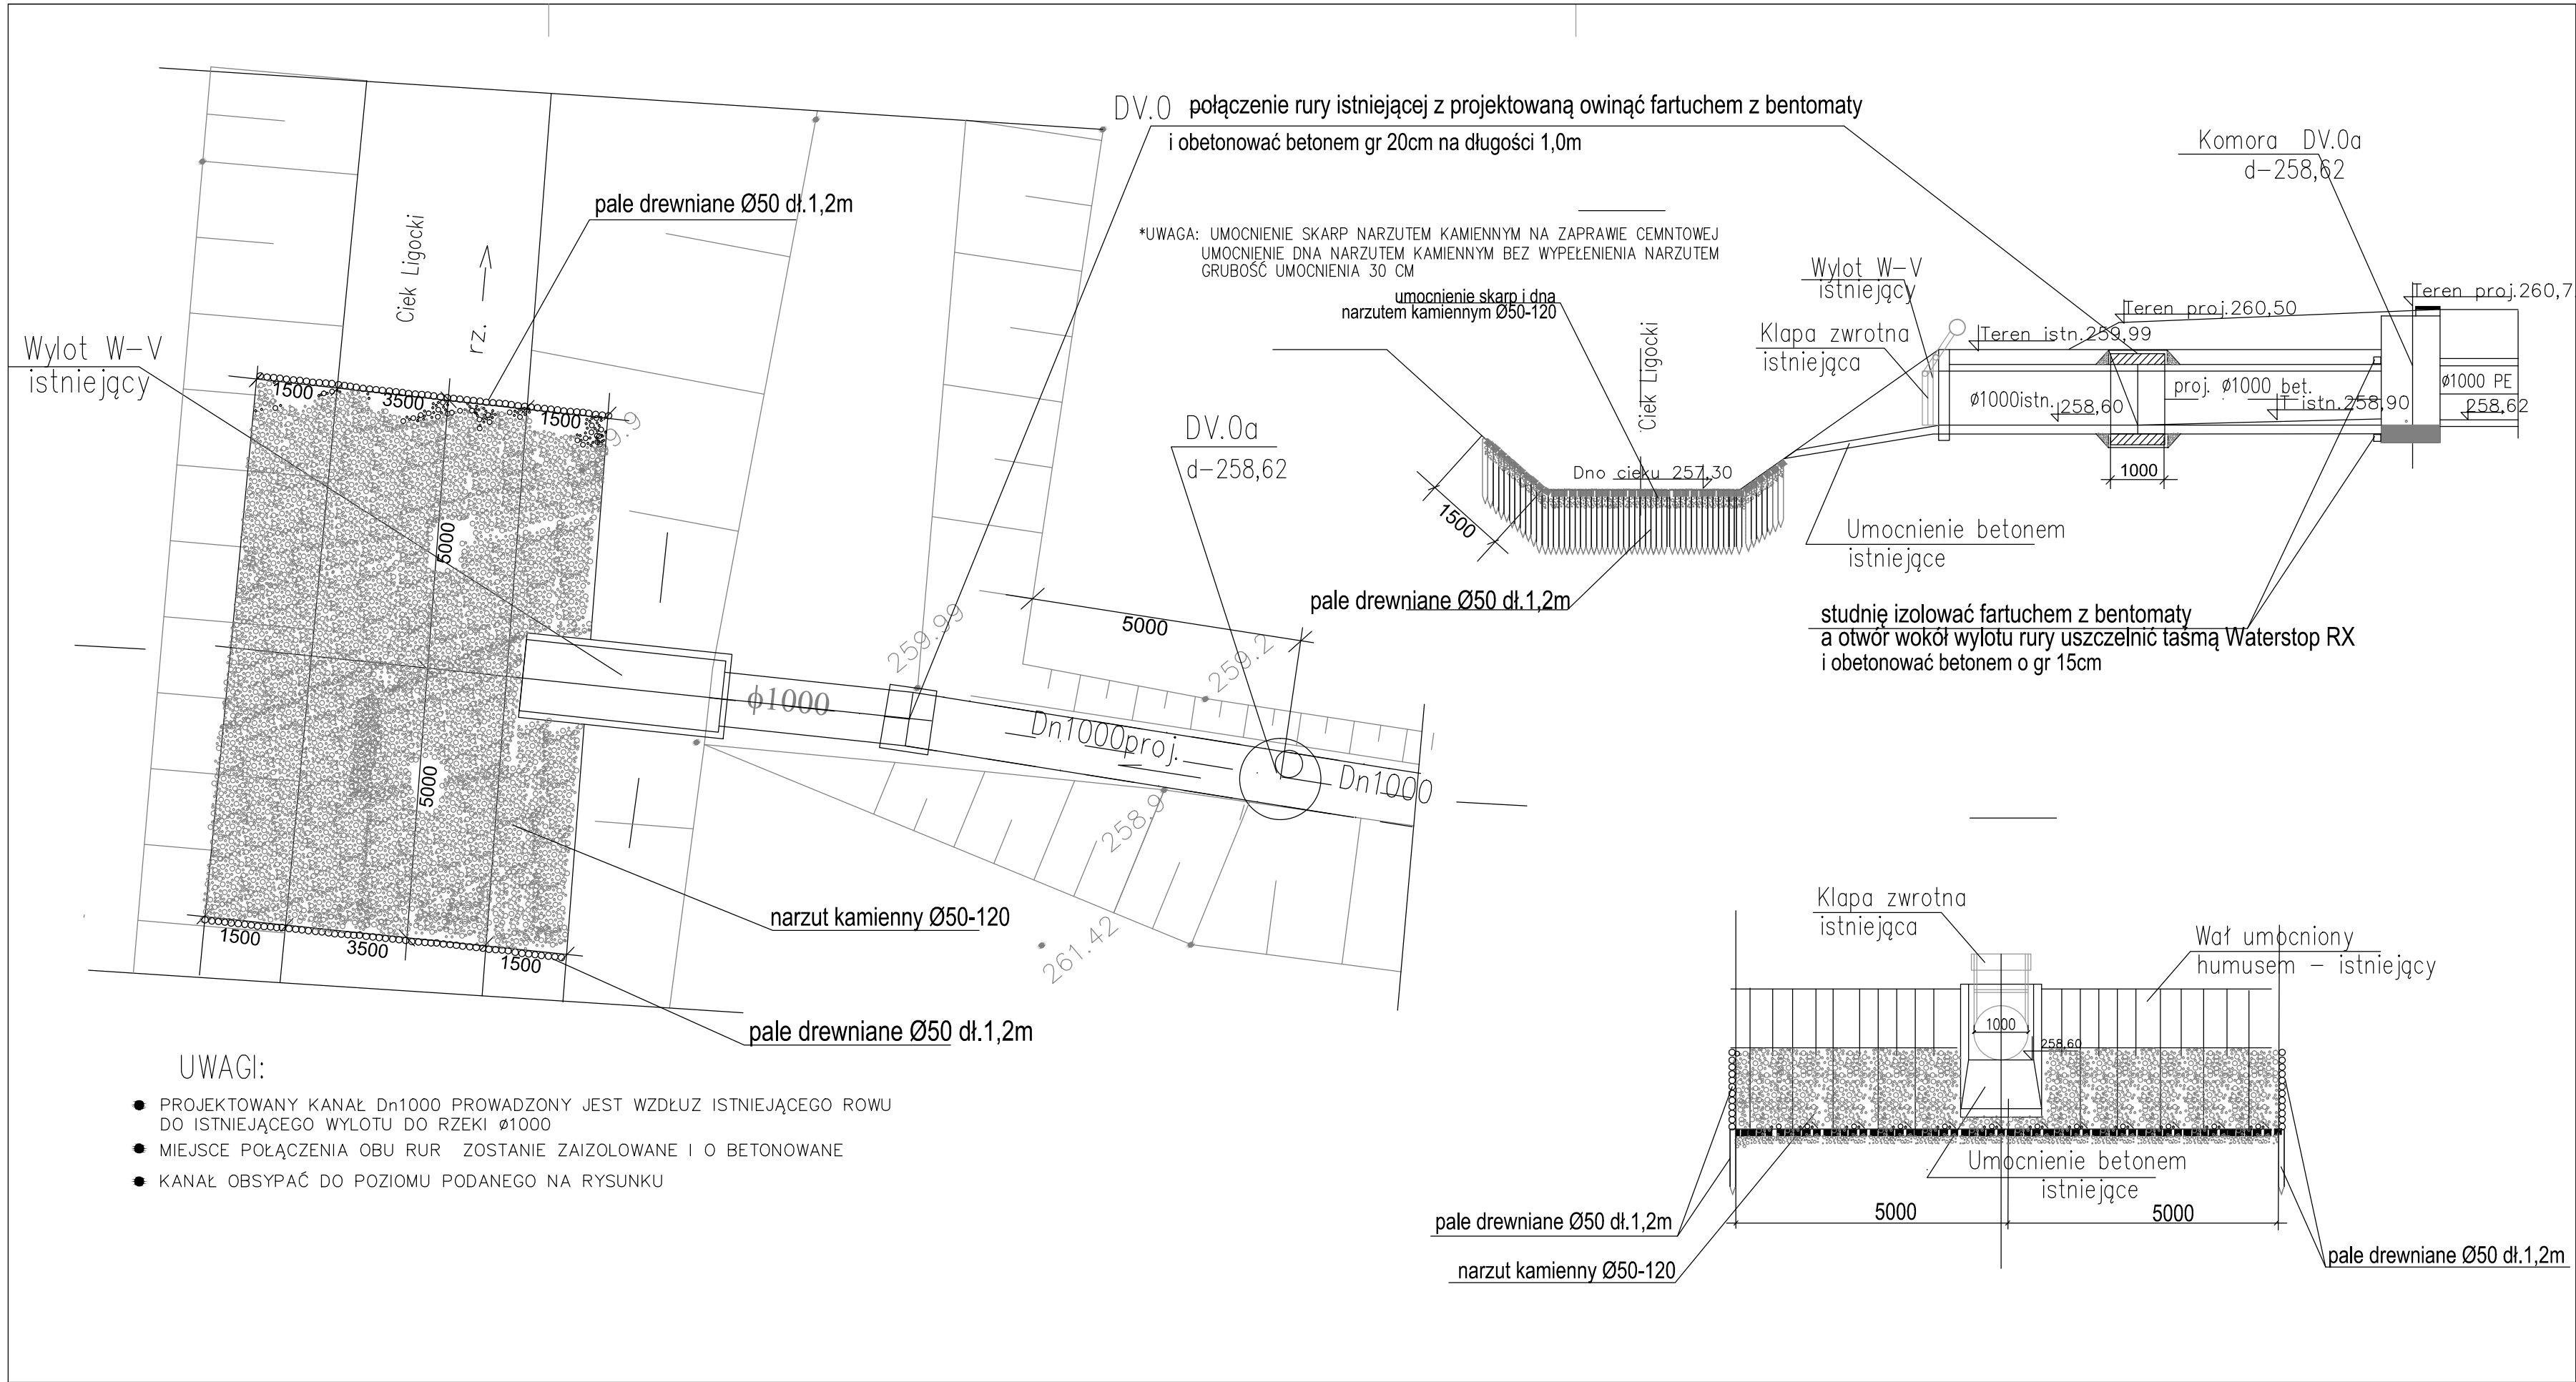 DV.0 połączenie rury istniejącej z projektowaną owinąć fartuchem z bentomaty
i obetonować betonem gr 20cm na długości 1,0m
pale drewniane Ø50 dł.1,2m
Ciek Ligocki
rz.
Wylot W-V
istniejący
1500
3500
1500
5000
5000
1500
3500
1500
ϕ1000
259.99
5000
259.2
Dn1000proj.
Dn1000
258.9
261.42
DV.0a
d-258,62
narzut kamienny Ø50-120
pale drewniane Ø50 dł.1,2m
UWAGI:
PROJEKTOWANY KANAŁ Dn1000 PROWADZONY JEST WZDŁUZ ISTNIEJĄCEGO ROWU
DO ISTNIEJĄCEGO WYLOTU DO RZEKI ø1000
MIEJSCE POŁĄCZENIA OBU RUR ZOSTANIE ZAIZOLOWANE I O BETONOWANE
KANAŁ OBSYPAĆ DO POZIOMU PODANEGO NA RYSUNKU
*UWAGA: UMOCNIENIE SKARP NARZUTEM KAMIENNYM NA ZAPRAWIE CEMNTOWEJ
UMOCNIENIE DNA NARZUTEM KAMIENNYM BEZ WYPEŁENIENIA NARZUTEM
GRUBOŚĆ UMOCNIENIA 30 CM
umocnienie skarp i dna
narzutem kamiennym Ø50-120
Ciek Ligocki
Dno cieku 257,30
1500
pale drewniane Ø50 dł.1,2m
Wylot W-V
istniejący
Klapa zwrotna
istniejąca
Komora DV.0a
d-258,62
Teren istn.259,99
Teren proj.260,50
Teren proj.260,7
ø1000istn.
258,60
proj. ø1000 bet.
T istn.258,90
ø1000 PE
258,62
1000
Umocnienie betonem
istniejące
studnię izolować fartuchem z bentomaty
a otwór wokół wylotu rury uszczelnić taśmą Waterstop RX
i obetonować betonem o gr 15cm
Klapa zwrotna
istniejąca
Wał umocniony
humusem – istniejący
1000
258,60
Umocnienie betonem
istniejące
5000
5000
pale drewniane Ø50 dł.1,2m
narzut kamienny Ø50-120
pale drewniane Ø50 dł.1,2m